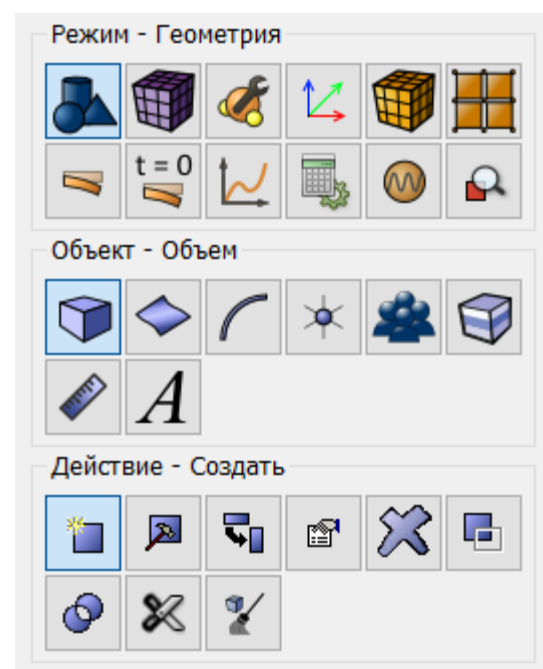 Режим - Геометрия
t = 0
Объект - Объем
A
Действие - Создать